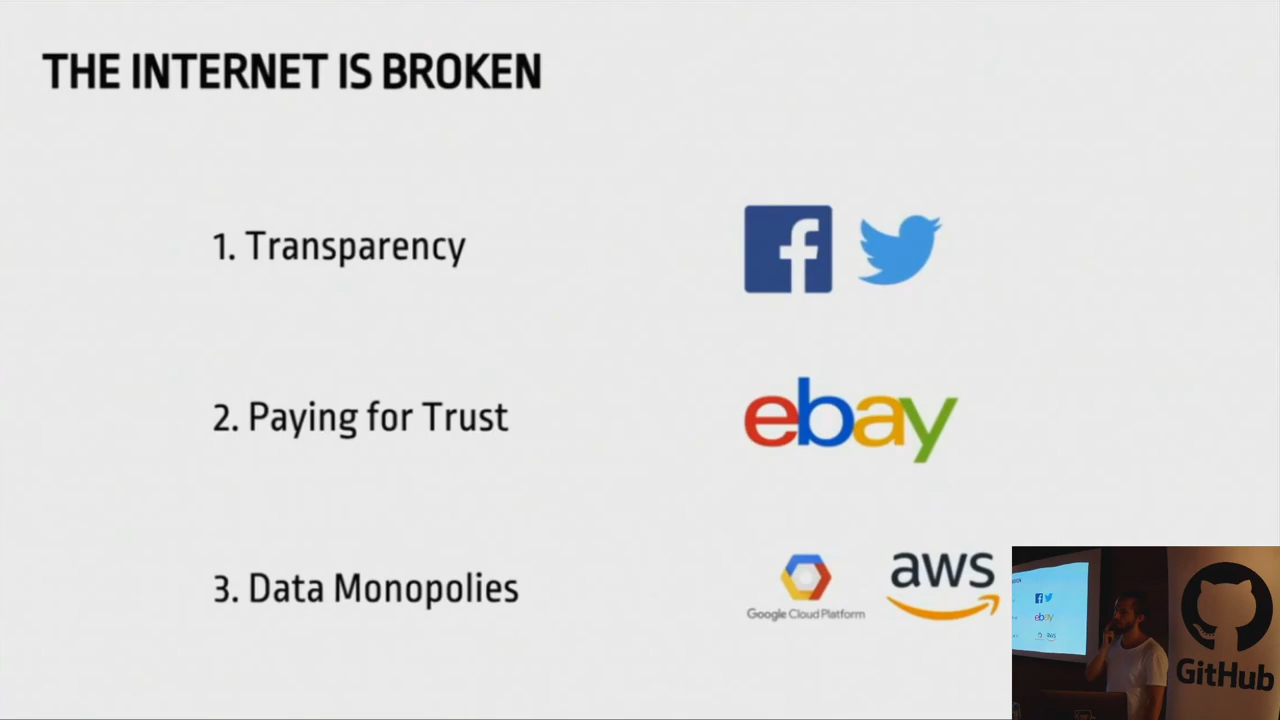 THE INTERNET IS BROKEN
1. Transparency
2. Paying for Trust
ebay
3. Data Monopolies
Google Cloud Platform
aws
GitHub